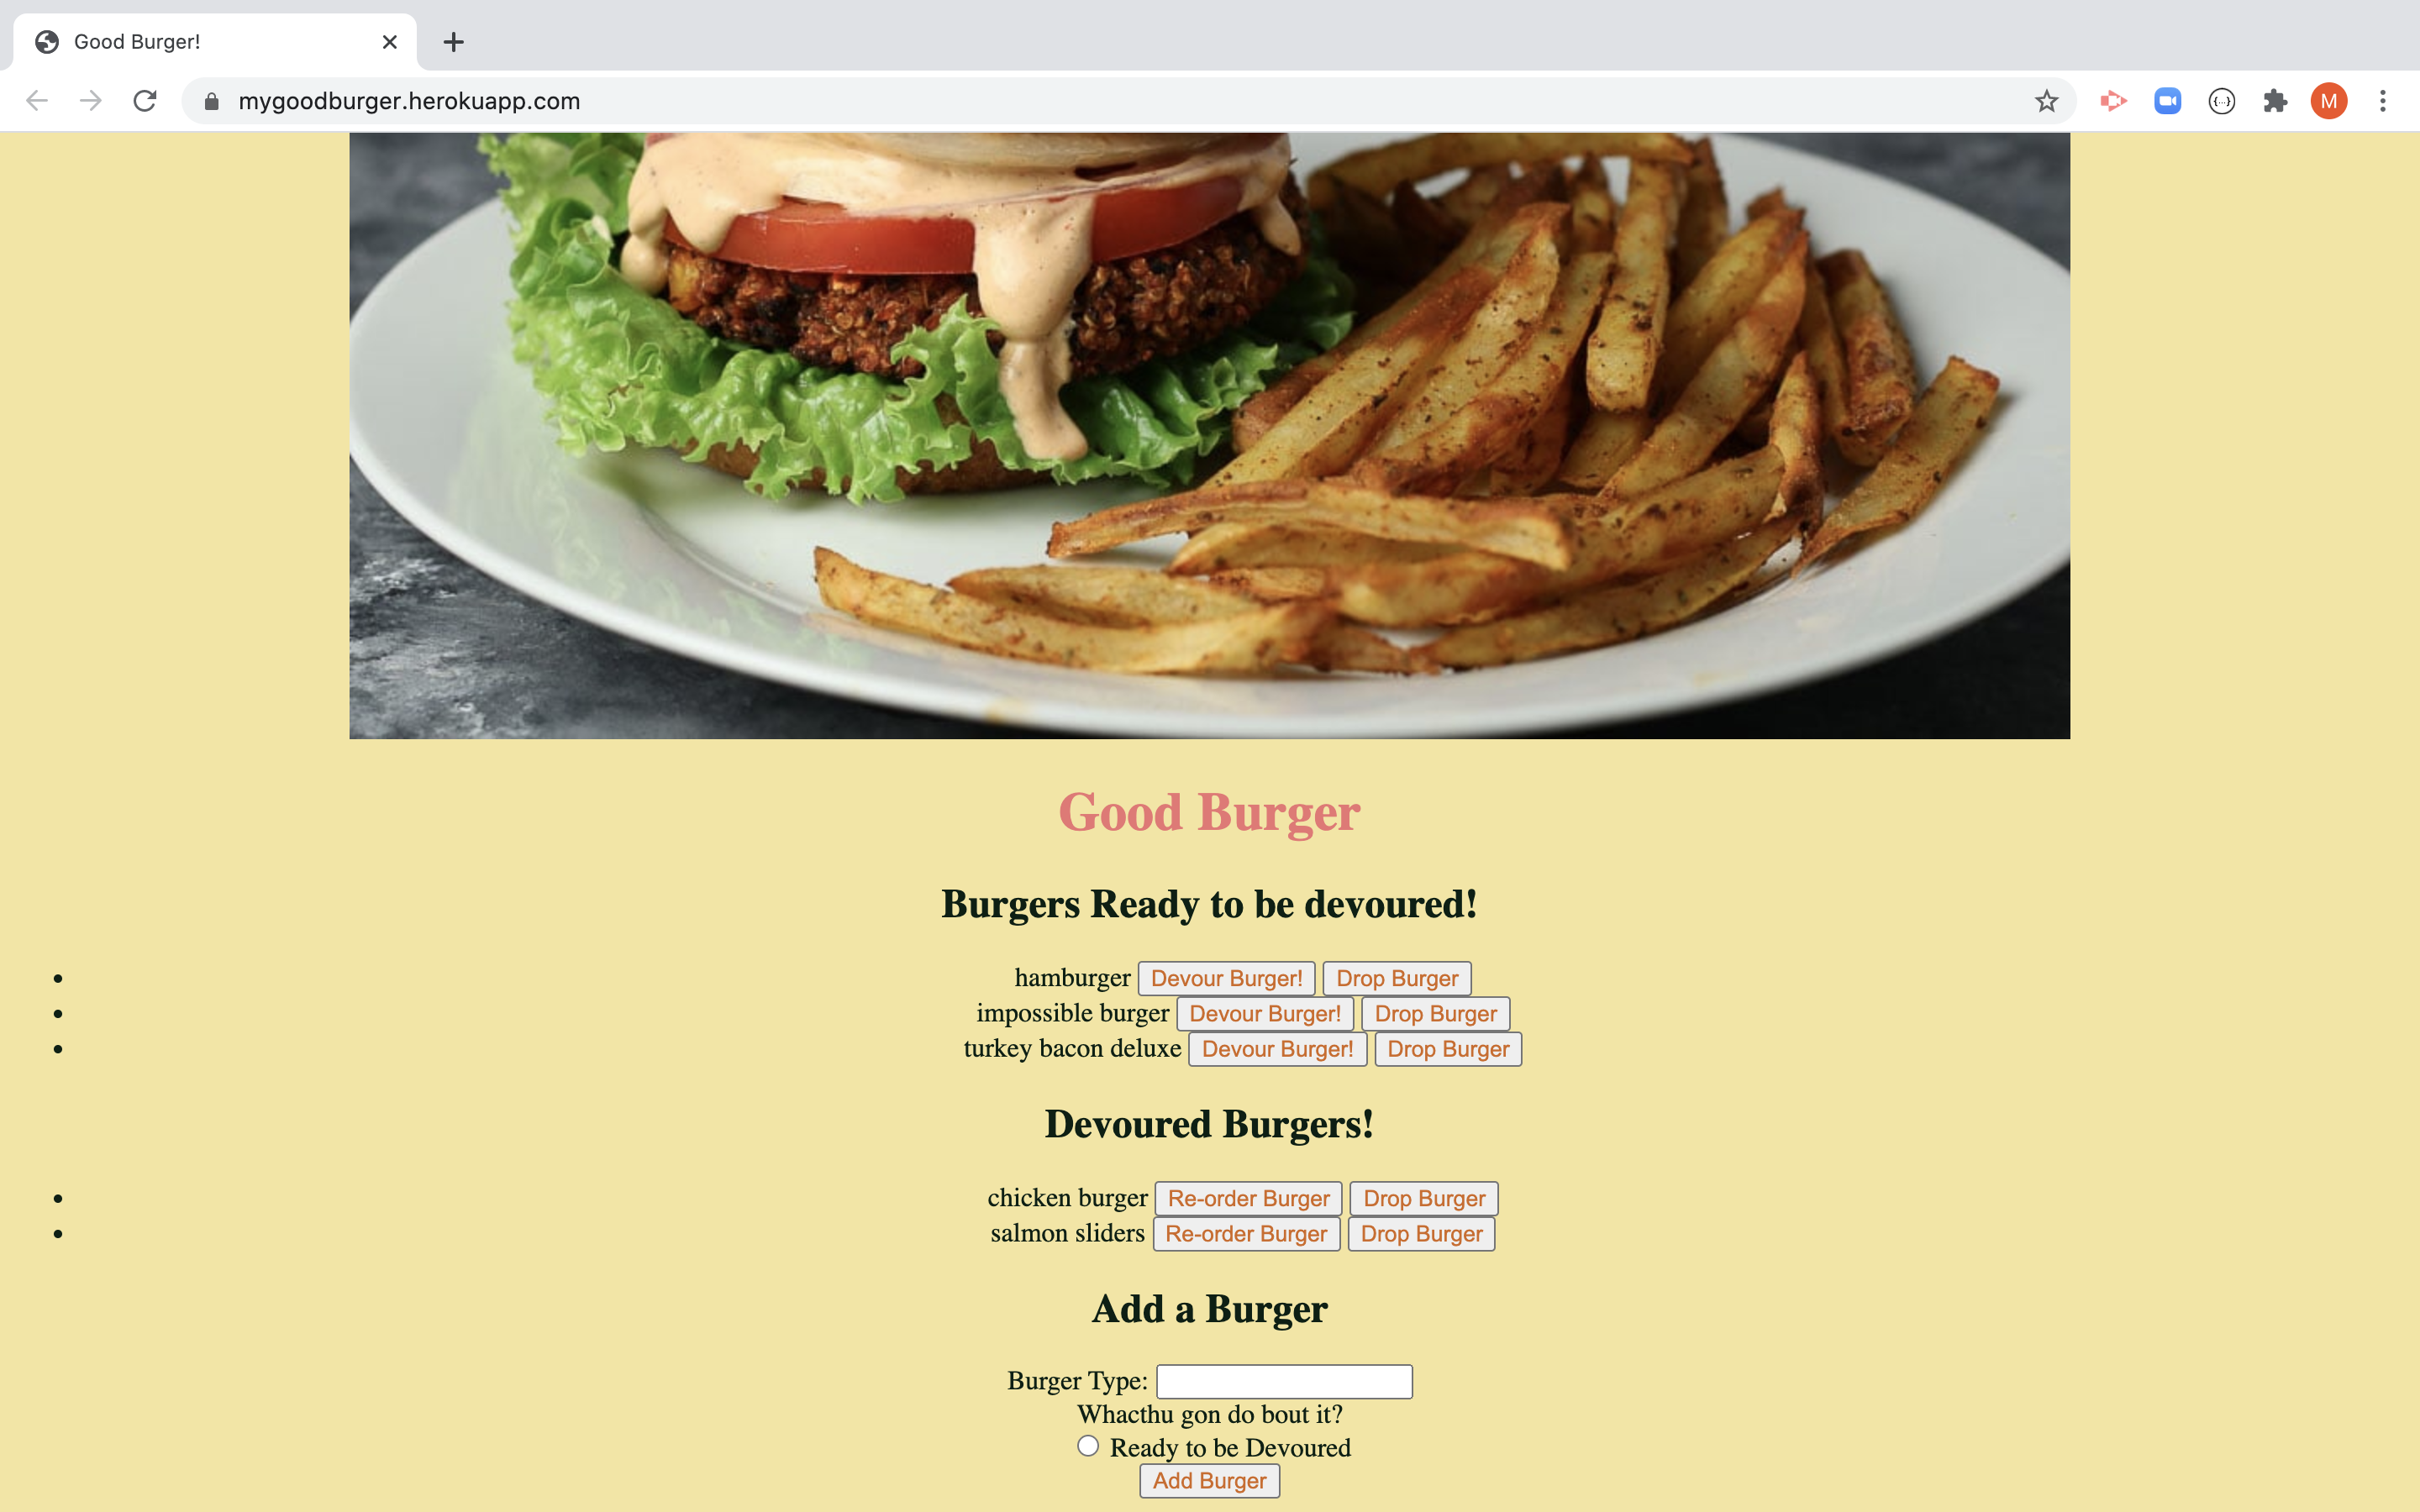 Good Burger!
mygoodburger.herokuapp.com
M
Good Burger
Burgers Ready to be devoured!
hamburger Devour Burger! Drop Burger
impossible burger Devour Burger! Drop Burger
turkey bacon deluxe Devour Burger! Drop Burger
Devoured Burgers!
chicken burger Re-order Burger Drop Burger
salmon sliders Re-order Burger Drop Burger
Add a Burger
Burger Type:
Whacthu gon do bout it?
Ready to be Devoured
Add Burger